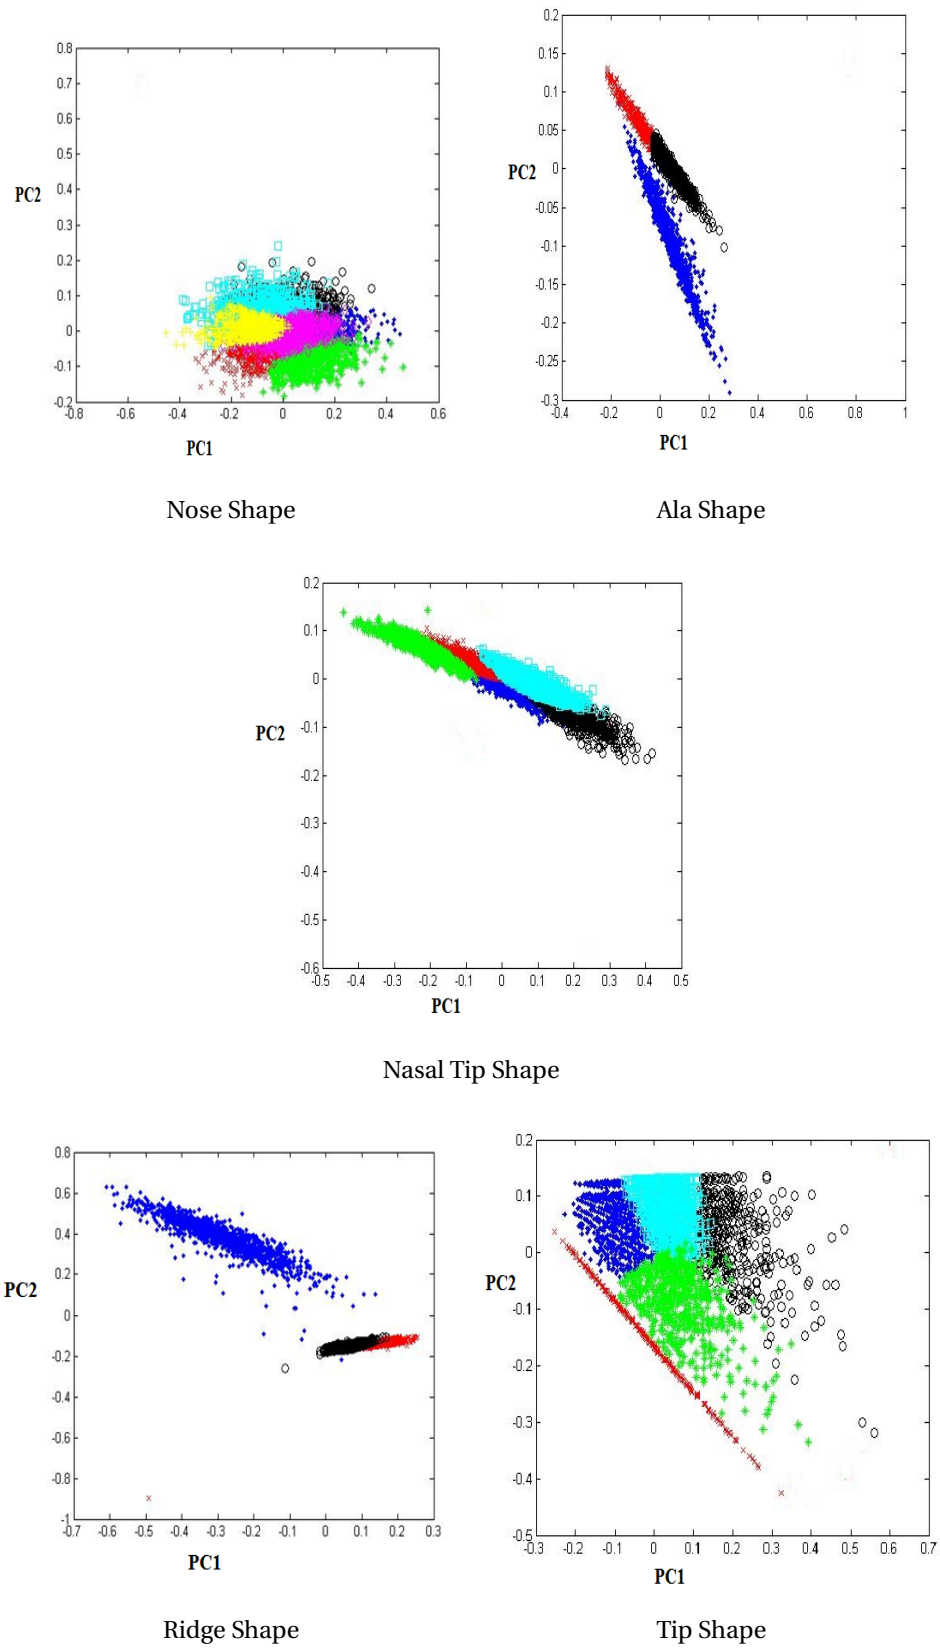 0.8
0.7
0.6
0.5
PC2
0.4
0.3
0.2
0.1
0
-0.1
-0.2
-0.8 -0.6 -0.4 -0.2 0 0.2 0.4 0.6
PC1
Nose Shape
0.2
0.15
0.1
0.05
PC2
0
-0.05
-0.1
-0.15
-0.2
-0.25
-0.3
-0.4 -0.2 0 0.2 0.4 0.6 0.8 1
PC1
Ala Shape
0.2
0.1
0
-0.1
PC2
-0.2
-0.3
-0.4
-0.5
-0.6
-0.5 -0.4 -0.3 -0.2 -0.1 0 0.1 0.2 0.3 0.4 0.5
PC1
Nasal Tip Shape
0.8
0.6
0.4
0.2
PC2
0
-0.2
-0.4
-0.6
-0.8
-1
-0.7 -0.6 -0.5 -0.4 -0.3 -0.2 -0.1 0 0.1 0.2 0.3
PC1
Ridge Shape
0.2
0.1
0
PC2
-0.1
-0.2
-0.3
-0.4
-0.5
-0.3 -0.2 -0.1 0 0.1 0.2 0.3 0.4 0.5 0.6 0.7
PC1
Tip Shape